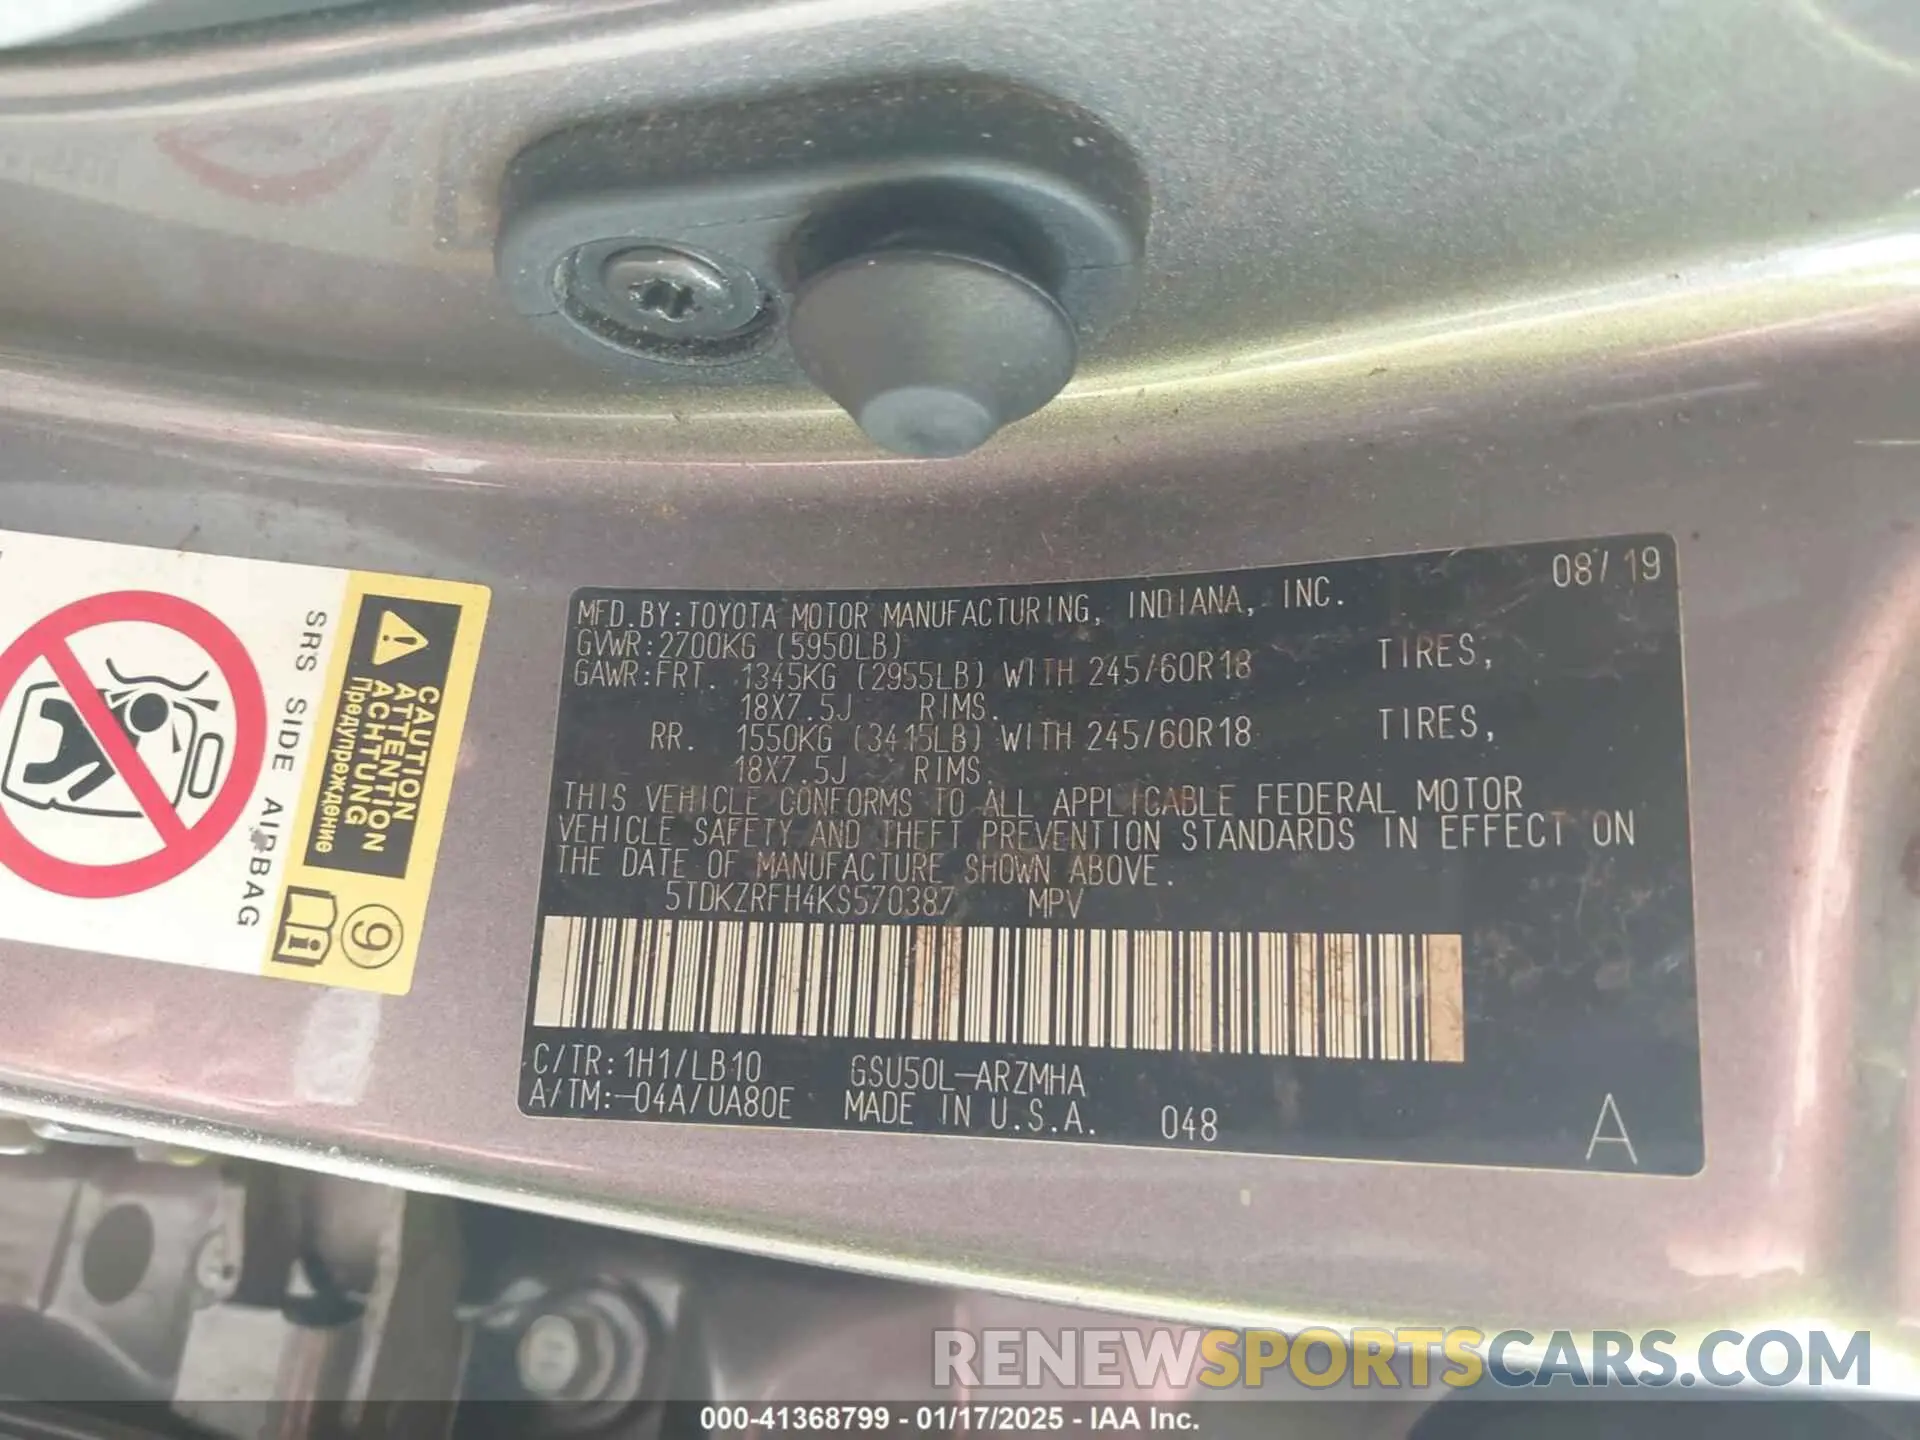 08/19
MFD.BY:TOYOTA MOTOR MANUFACTURING, INDIANA, INC.
GVWR:2700KG (5950LB)
GAWR:FRT. 1345KG (2955LB) WITH 245/60R18 TIRES,
18X7.5J RIMS.
RR. 1550KG (3415LB) WITH 245/60R18 TIRES,
18X7.5J RIMS.
THIS VEHICLE CONFORMS TO ALL APPLICABLE FEDERAL MOTOR
VEHICLE SAFETY AND THEFT PREVENTION STANDARDS IN EFFECT ON
THE DATE OF MANUFACTURE SHOWN ABOVE.
5TDKZRFH4KS570387 MPV
C/TR:1H1/LB10 GSU50L-ARZMHA
A/TM:-04A/UA80E MADE IN U.S.A. 048
A
CAUTION
ATTENTION
ACHTUNG
Предупреждение
SRS SIDE AIRBAG
9
i
RENEWSPORTSCARS.COM
000-41368799 - 01/17/2025 - IAA Inc.